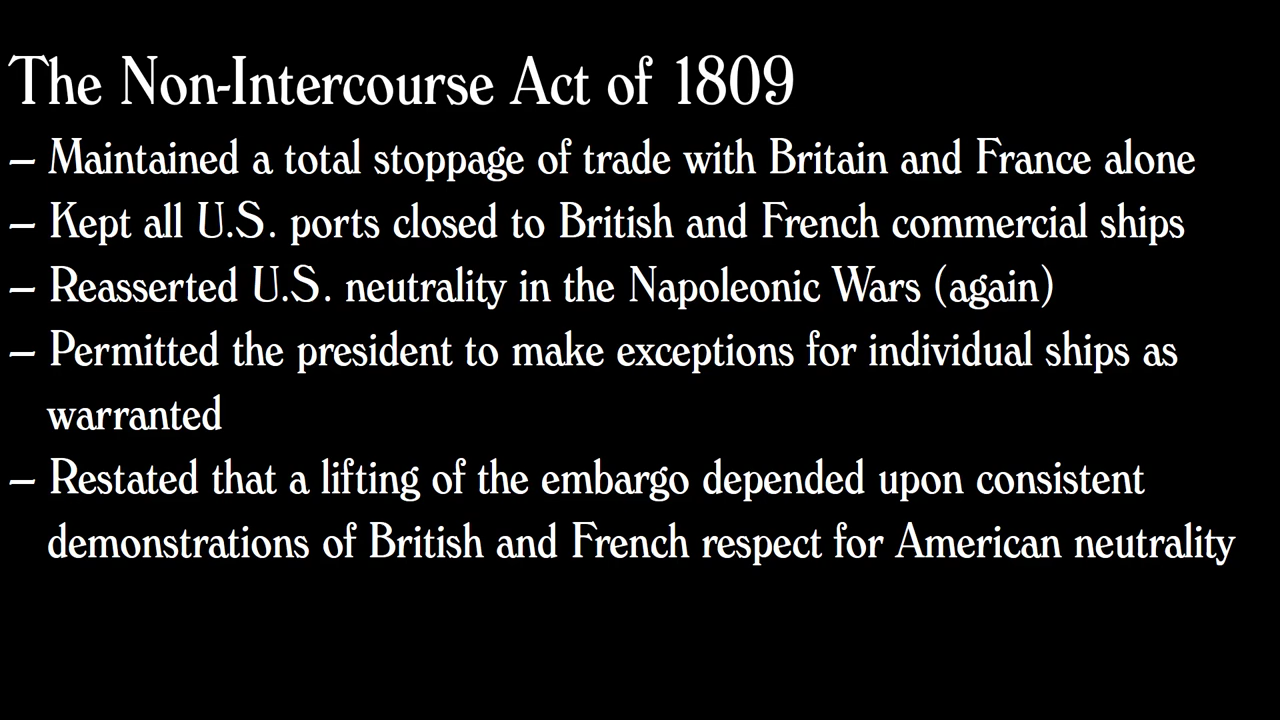 The Non-Intercourse Act of 1809
– Maintained a total stoppage of trade with Britain and France alone
– Kept all U.S. ports closed to British and French commercial ships
– Reasserted U.S. neutrality in the Napoleonic Wars (again)
– Permitted the president to make exceptions for individual ships as
warranted
– Restated that a lifting of the embargo depended upon consistent
demonstrations of British and French respect for American neutrality